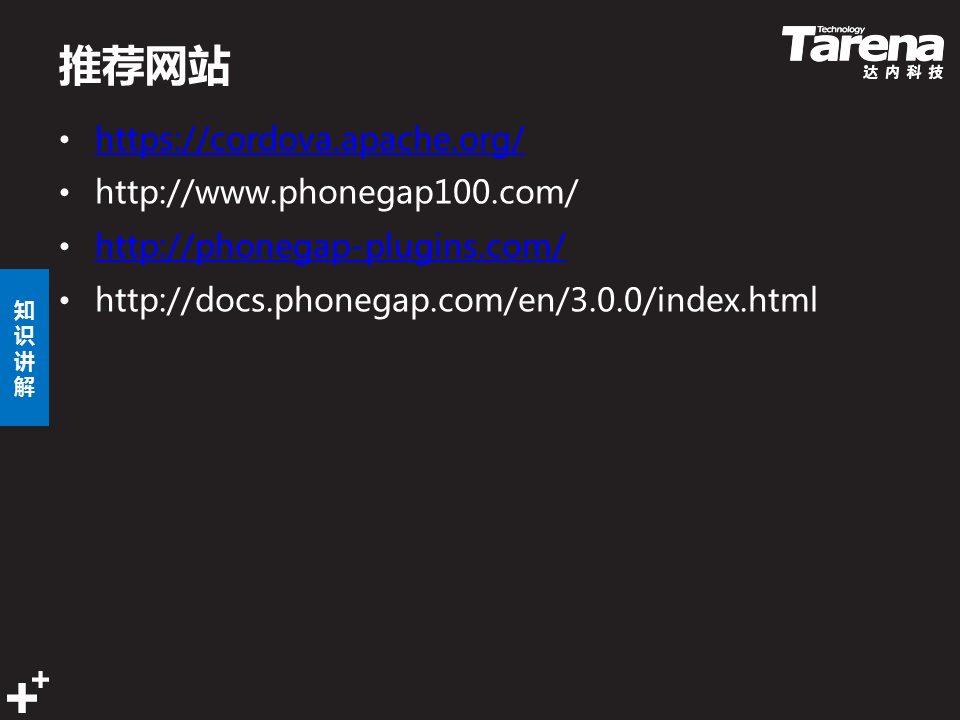 推荐网站
Technology
Tarena
达内科技
• https://cordova.apache.org/
• http://www.phonegap100.com/
• http://phonegap-plugins.com/
• http://docs.phonegap.com/en/3.0.0/index.html
知
识
讲
解